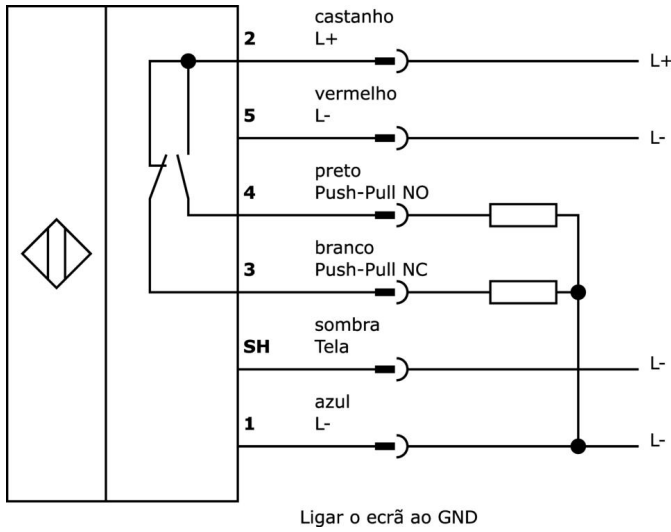 castanho
2 L+ L+
vermelho
5 L- L-
preto
4 Push-Pull NO
branco
3 Push-Pull NC
sombra
SH Tela L-
azul
1 L- L-
Ligar o ecrã ao GND